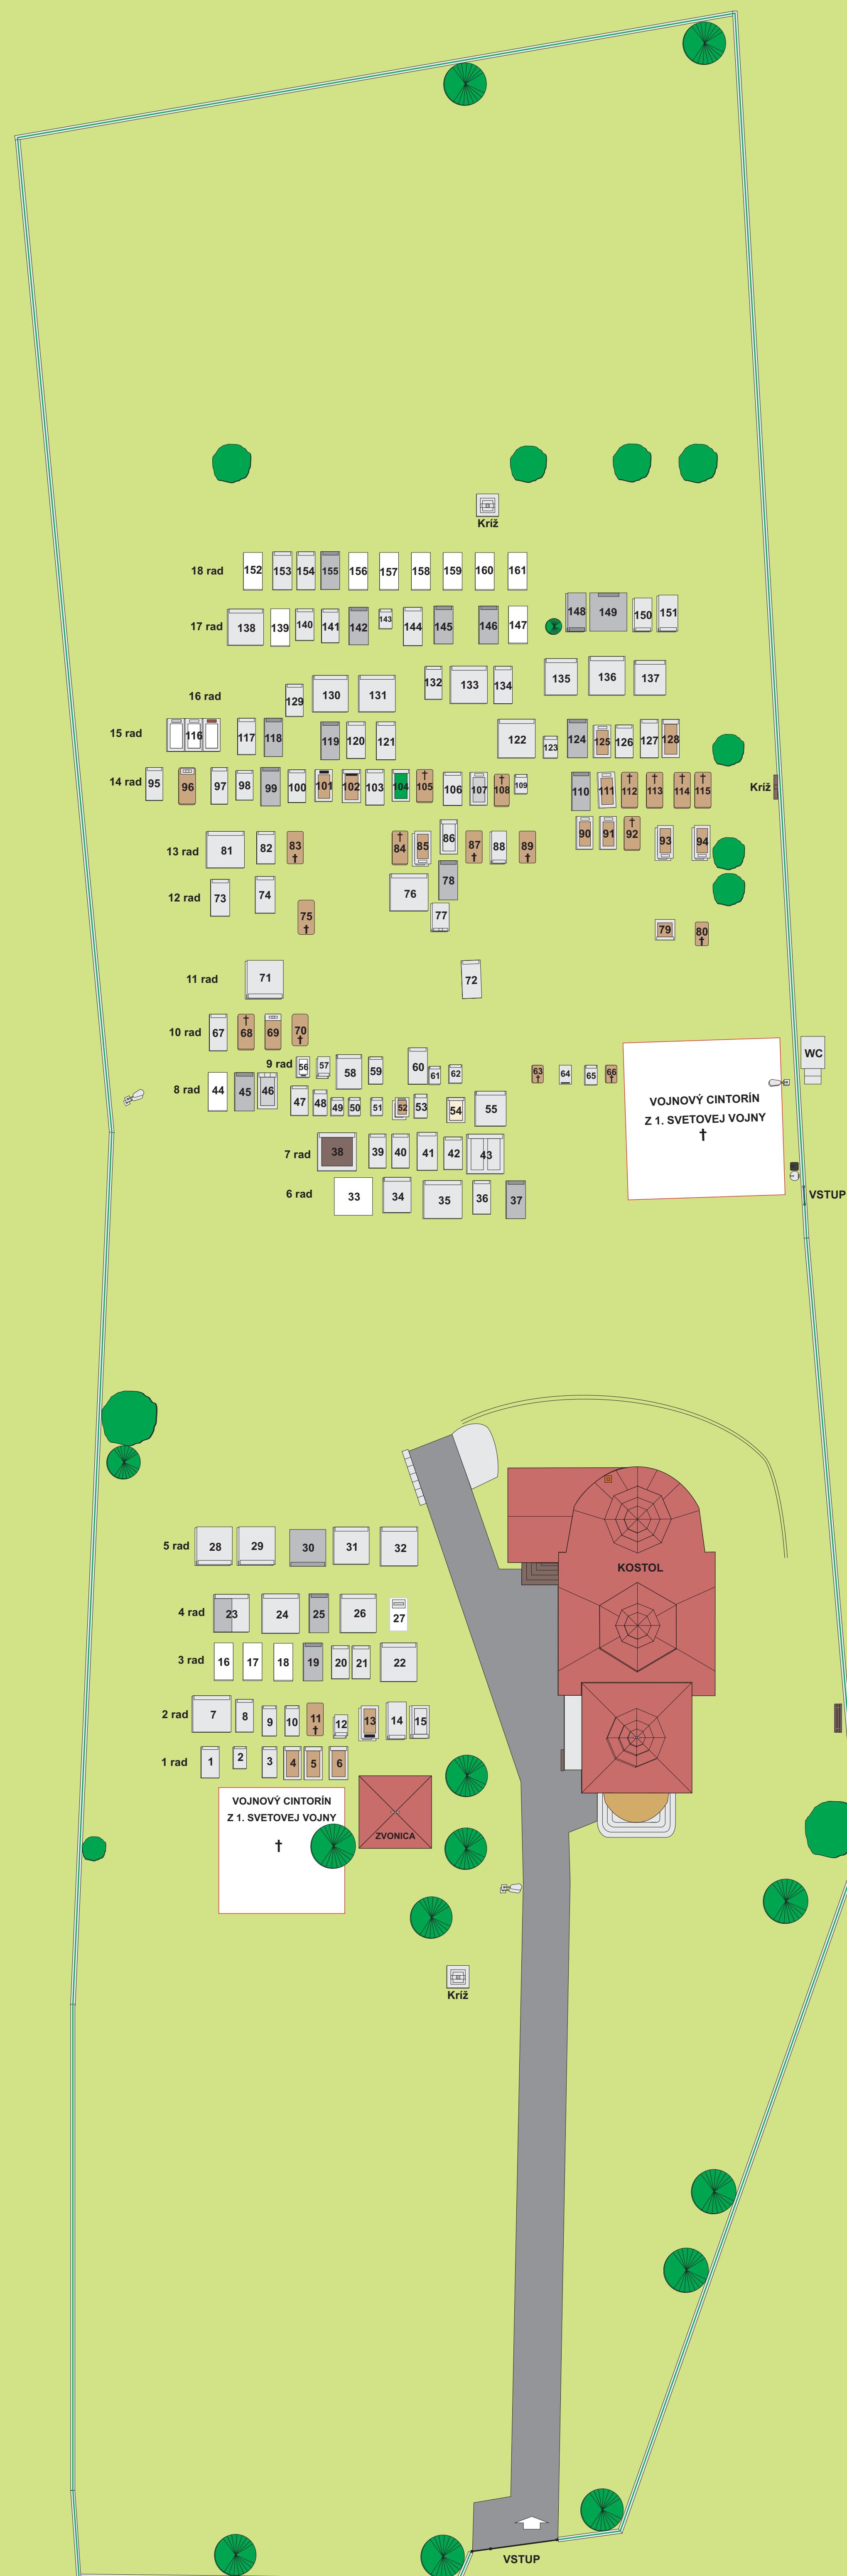 Kríž
18 rad 152 153 154 155 156 157 158 159 160 161
17 rad 138 139 140 141 142 143 144 145 146 147 148 149 150 151
16 rad 129 130 131 132 133 134 135 136 137
15 rad 116 117 118 119 120 121 122 123 124 125 126 127 128
14 rad 95 96 97 98 99 100 101 102 103 104 105 106 107 108 109 110 111 112 113 114 115 Kríž
13 rad 81 82 83 84 85 86 87 88 89 90 91 92 93 94
12 rad 73 74 75 76 77 78 79 80
11 rad 71 72
10 rad 67 68 69 70
9 rad 56 57 58 59 60 61 62 63 64 65 66
WC
8 rad 44 45 46 47 48 49 50 51 52 53 54 55
VOJNOVÝ CINTORÍN
Z 1. SVETOVEJ VOJNY
7 rad 38 39 40 41 42 43
6 rad 33 34 35 36 37
VSTUP
5 rad 28 29 30 31 32
KOSTOL
4 rad 23 24 25 26 27
3 rad 16 17 18 19 20 21 22
2 rad 7 8 9 10 11 12 13 14 15
1 rad 1 2 3 4 5 6
VOJNOVÝ CINTORÍN
Z 1. SVETOVEJ VOJNY
ZVONICA
Kríž
VSTUP